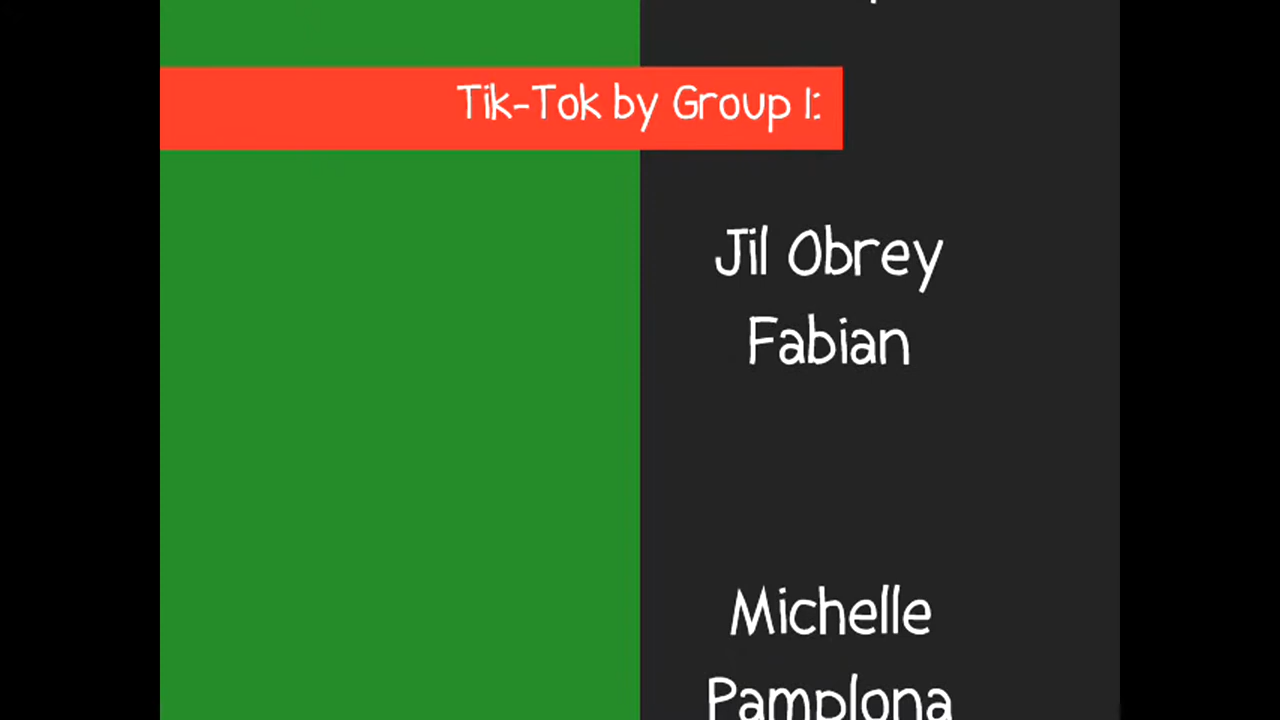 Tik-Tok by Group 1:
Jil Obrey
Fabian
Michelle
Pamplona